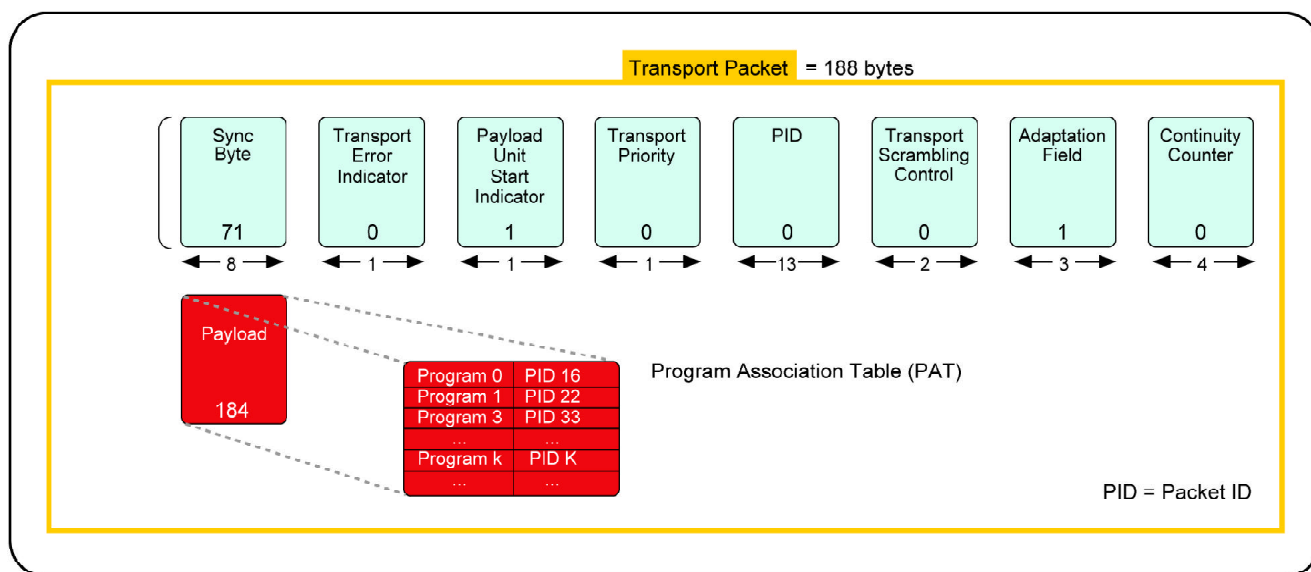 Transport Packet = 188 bytes
Sync
Byte
71
Transport
Error
Indicator
0
Payload
Unit
Start
Indicator
1
Transport
Priority
0
PID
0
Transport
Scrambling
Control
0
Adaptation
Field
1
Continuity
Counter
0
8
1
1
1
13
2
3
4
Payload
184
Program Association Table (PAT)
Program 0 PID 16
Program 1 PID 22
Program 3 PID 33
... ...
Program k PID K
... ...
PID = Packet ID